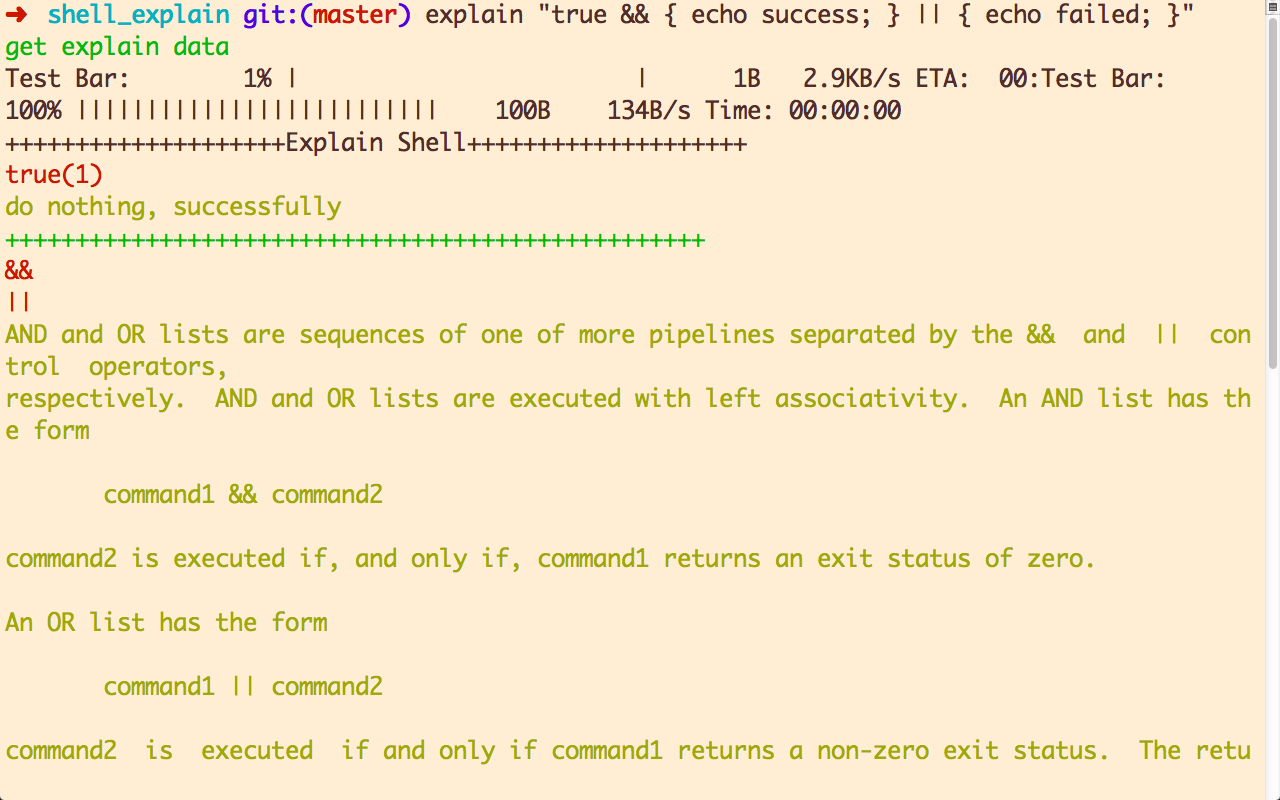 ➜  shell_explain git:(master) explain "true && { echo success; } || { echo failed; }"
get explain data
Test Bar:        1% |                        |      1B   2.9KB/s ETA:  00:Test Bar:
100% ||||||||||||||||||||||||||    100B    134B/s Time: 00:00:00
++++++++++++++++++++Explain Shell++++++++++++++++++++
true(1)
do nothing, successfully
++++++++++++++++++++++++++++++++++++++++++++++++++
&&
||
AND and OR lists are sequences of one of more pipelines separated by the &&  and  ||  con
trol  operators,
respectively.  AND and OR lists are executed with left associativity.  An AND list has th
e form
       command1 && command2
command2 is executed if, and only if, command1 returns an exit status of zero.
An OR list has the form
       command1 || command2
command2  is  executed  if and only if command1 returns a non-zero exit status.  The retu